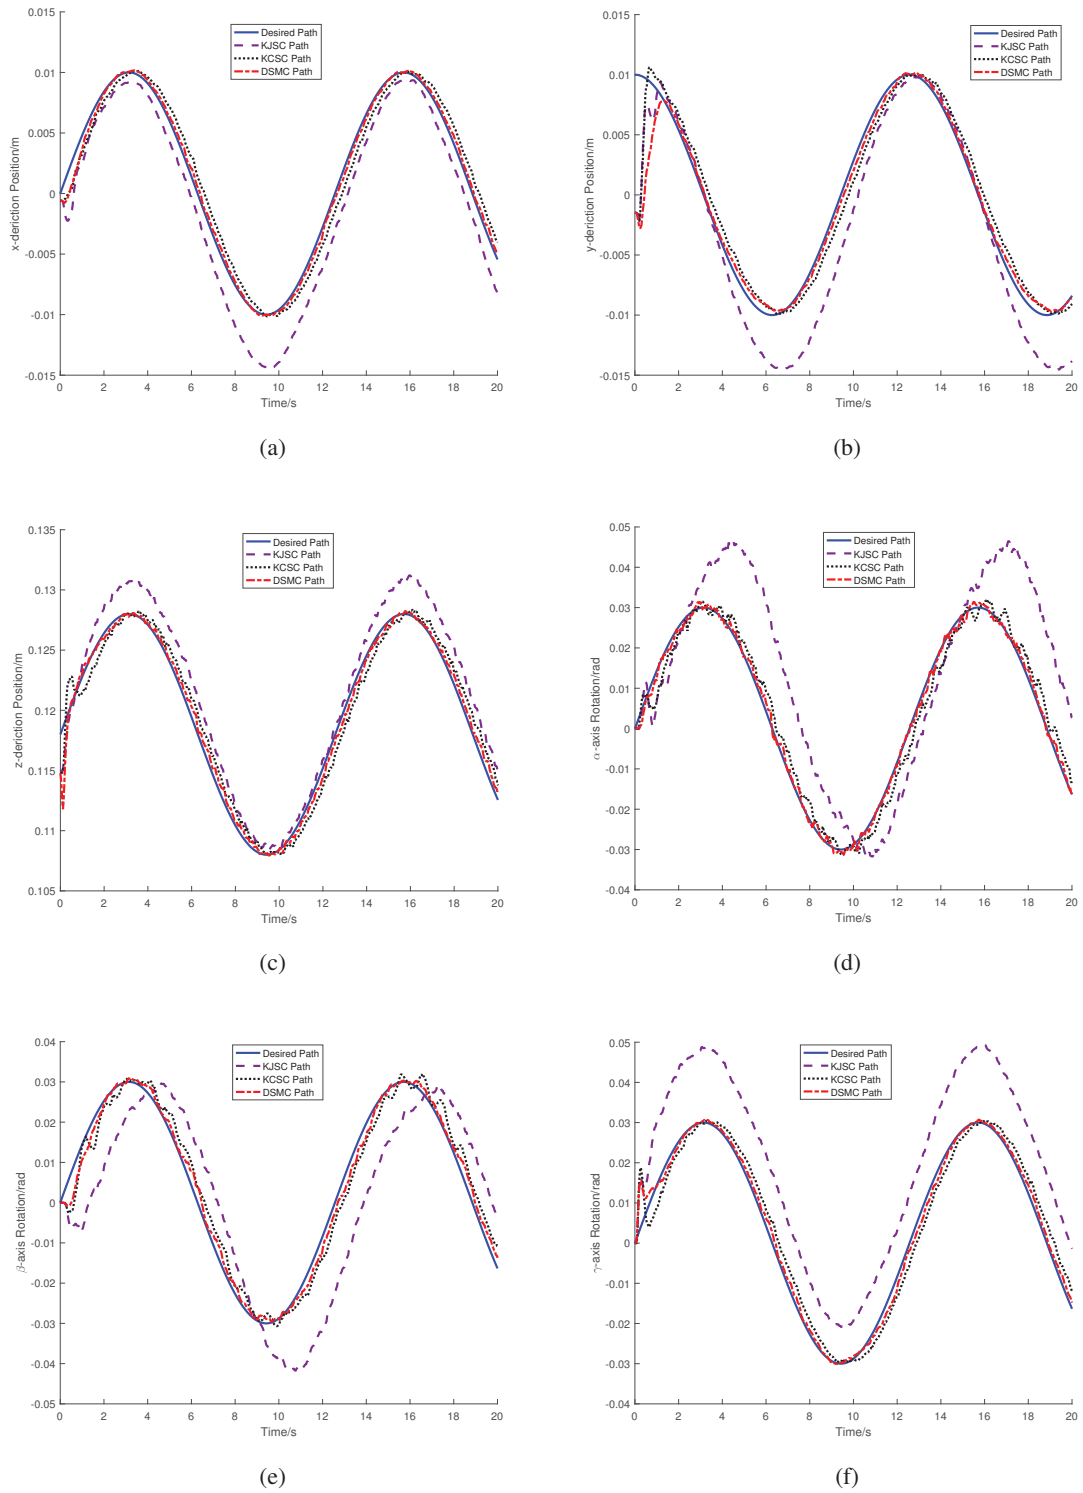 Desired Path
KJSC Path
KCSC Path
DSMC Path
0.015
0.01
0.005
0
-0.005
-0.01
-0.015
x-deriction Position/m
0 2 4 6 8 10 12 14 16 18 20
Time/s
(a)
Desired Path
KJSC Path
KCSC Path
DSMC Path
0.015
0.01
0.005
0
-0.005
-0.01
-0.015
y-deriction Position/m
0 2 4 6 8 10 12 14 16 18 20
Time/s
(b)
Desired Path
KJSC Path
KCSC Path
DSMC Path
0.135
0.13
0.125
0.12
0.115
0.11
0.105
z-deriction Position/m
0 2 4 6 8 10 12 14 16 18 20
Time/s
(c)
Desired Path
KJSC Path
KCSC Path
DSMC Path
0.05
0.04
0.03
0.02
0.01
0
-0.01
-0.02
-0.03
-0.04
α-axis Rotation/rad
0 2 4 6 8 10 12 14 16 18 20
Time/s
(d)
Desired Path
KJSC Path
KCSC Path
DSMC Path
0.04
0.03
0.02
0.01
0
-0.01
-0.02
-0.03
-0.04
-0.05
β-axis Rotation/rad
0 2 4 6 8 10 12 14 16 18 20
Time/s
(e)
Desired Path
KJSC Path
KCSC Path
DSMC Path
0.05
0.04
0.03
0.02
0.01
0
-0.01
-0.02
-0.03
-0.04
γ-axis Rotation/rad
0 2 4 6 8 10 12 14 16 18 20
Time/s
(f)